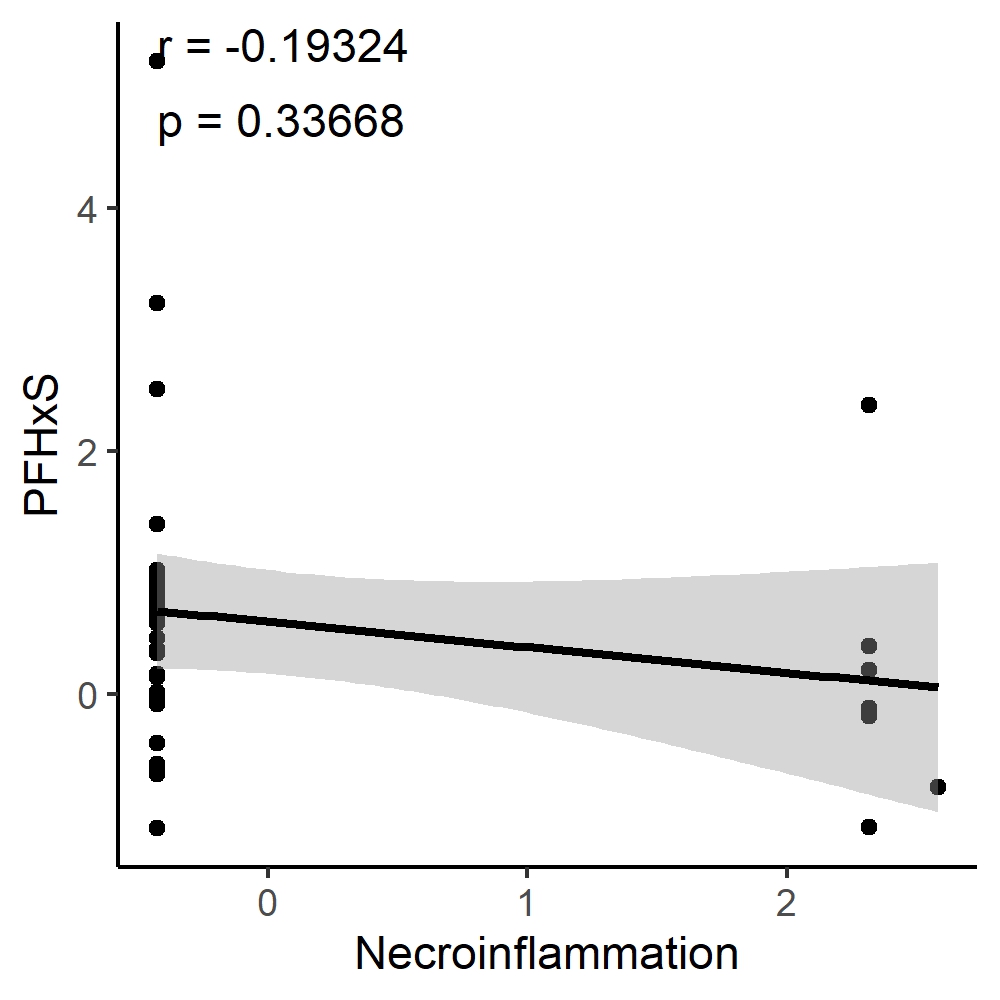 r = -0.19324
p = 0.33668
4
2
0
PFHxS
0 1 2
Necroinflammation